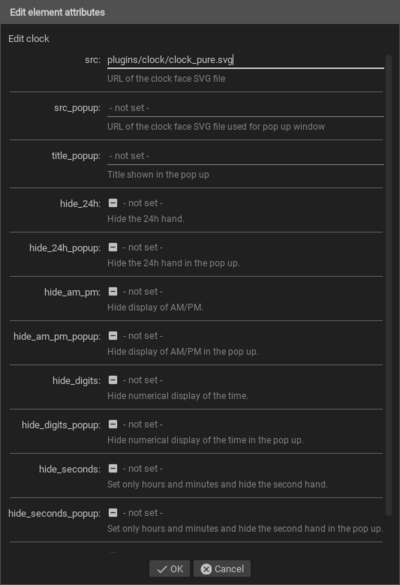 Edit element attributes
Edit clock
src: plugins/clock/clock_pure.svg
URL of the clock face SVG file
src_popup: - not set -
URL of the clock face SVG file used for pop up window
title_popup: - not set -
Title shown in the pop up
hide_24h: - not set -
Hide the 24h hand.
hide_24h_popup: - not set -
Hide the 24h hand in the pop up.
hide_am_pm: - not set -
Hide display of AM/PM.
hide_am_pm_popup: - not set -
Hide display of AM/PM in the pop up.
hide_digits: - not set -
Hide numerical display of the time.
hide_digits_popup: - not set -
Hide numerical display of the time in the pop up.
hide_seconds: - not set -
Set only hours and minutes and hide the second hand.
hide_seconds_popup: - not set -
Set only hours and minutes and hide the second hand in the pop up.
OK Cancel